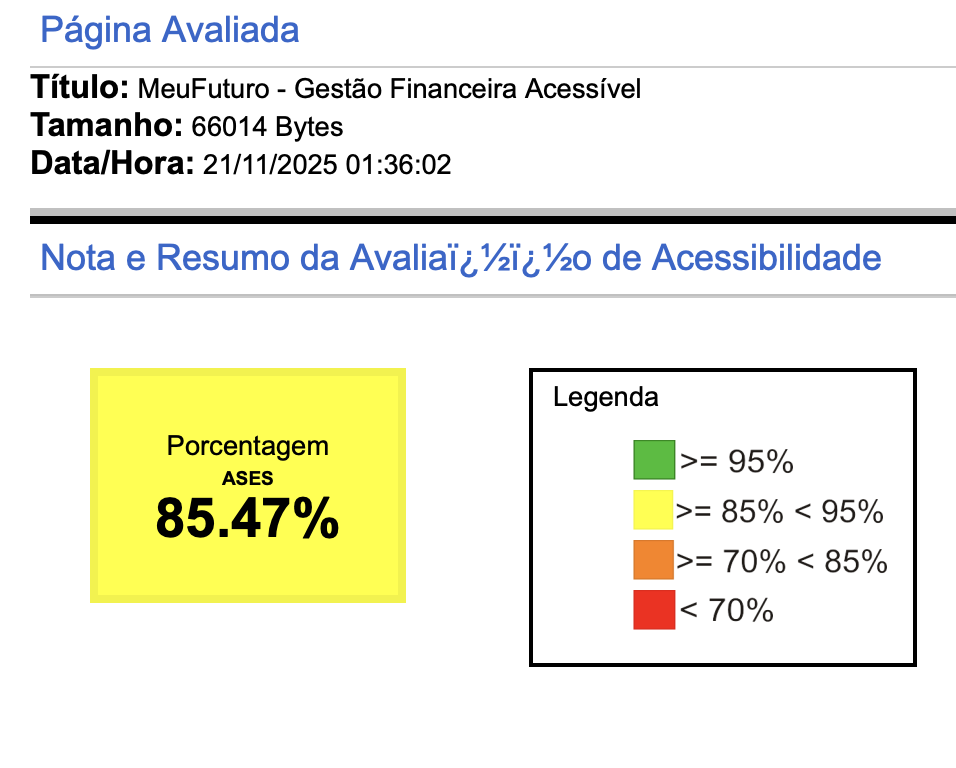 Página Avaliada
Título: MeuFuturo - Gestão Financeira Acessível
Tamanho: 66014 Bytes
Data/Hora: 21/11/2025 01:36:02
Nota e Resumo da Avaliaï¿½ï¿½o de Acessibilidade
Porcentagem
ASES
85.47%
Legenda
>= 95%
>= 85% < 95%
>= 70% < 85%
< 70%